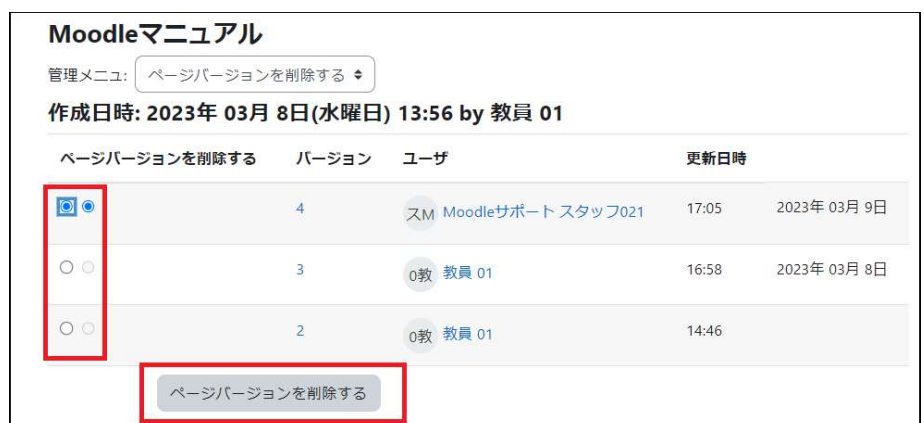 Moodleマニュアル
管理メニュ: ページバージョンを削除する
作成日時: 2023年 03月 8日(水曜日) 13:56 by 教員 01
ページバージョンを削除する バージョン ユーザ 更新日時
4 スM Moodleサポート スタッフ021 17:05 2023年 03月 9日
3 0教 教員 01 16:58 2023年 03月 8日
2 0教 教員 01 14:46
ページバージョンを削除する